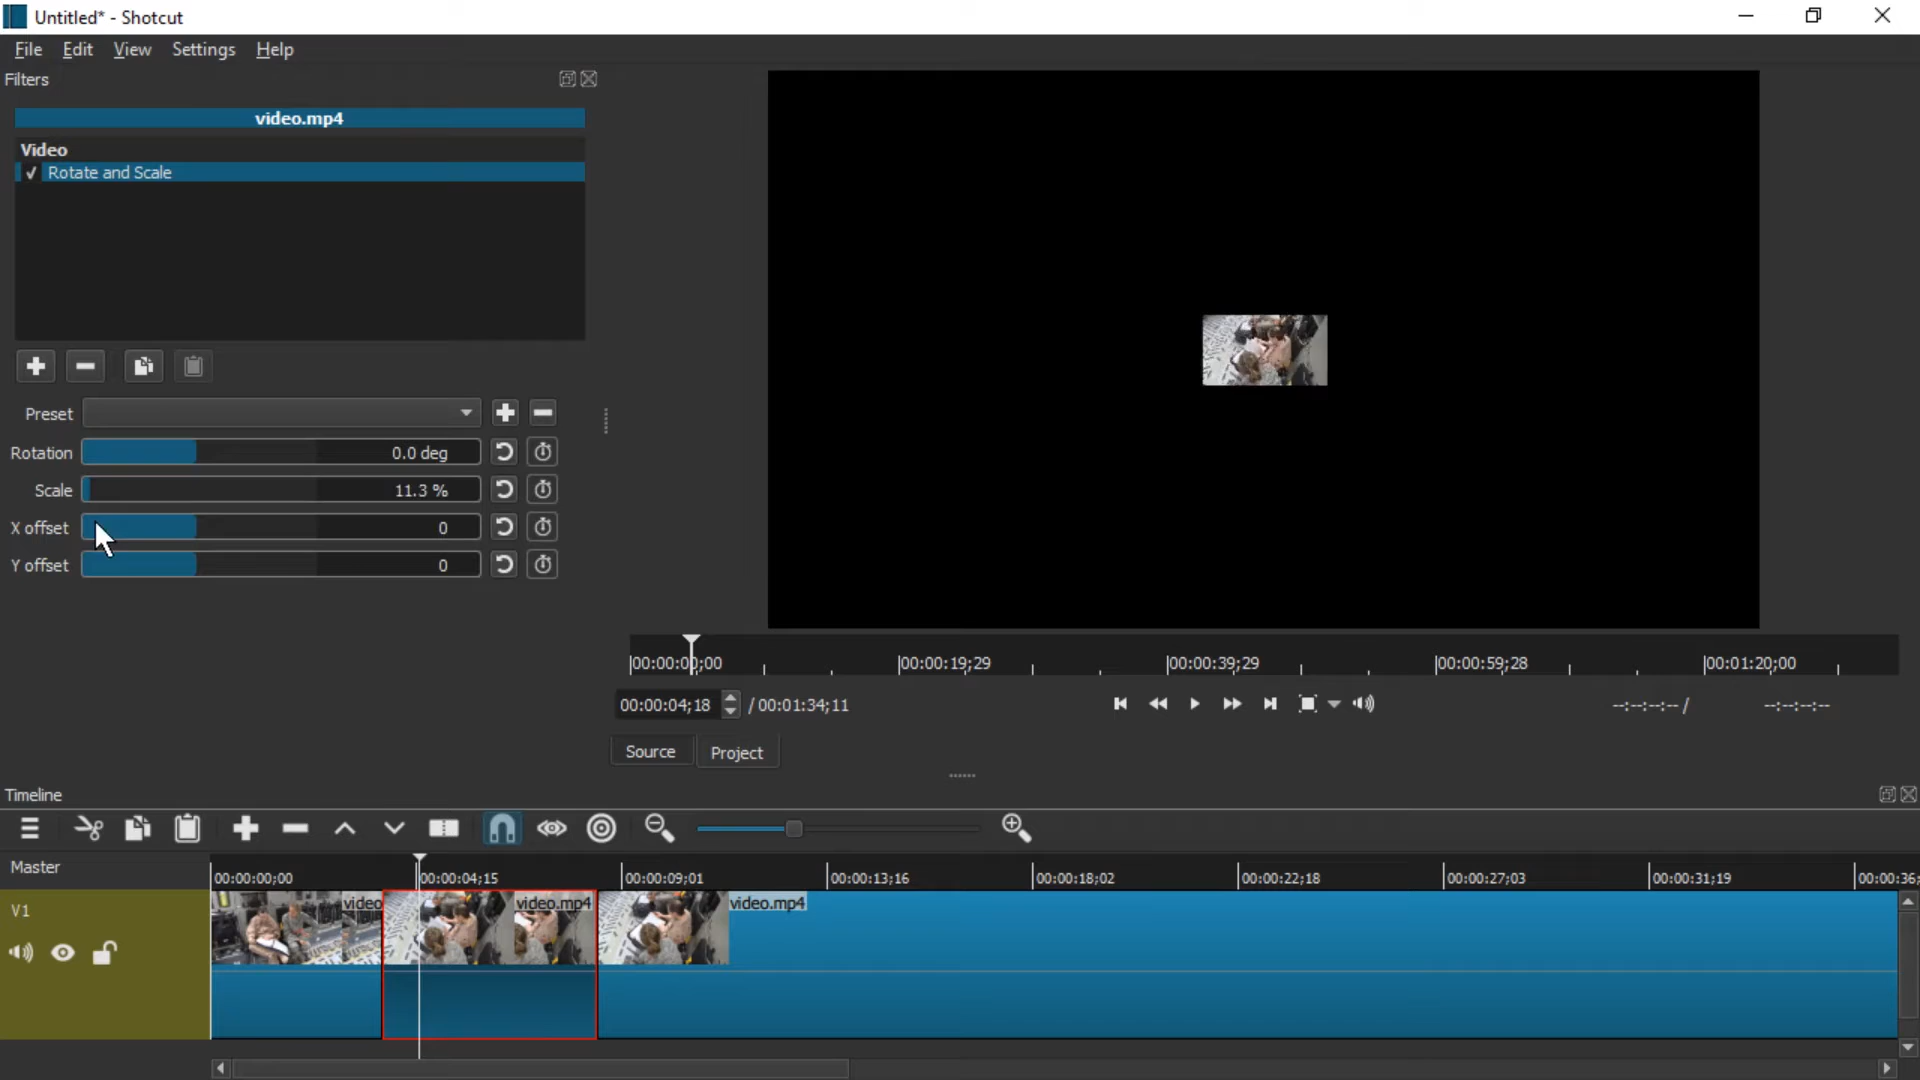 Untitled* - Shotcut
File Edit View Settings Help
Filters
video.mp4
Video
✓ Rotate and Scale
Preset
Rotation 0.0 deg
Scale 11.3 %
X offset 0
Y offset 0
00:00:00;00 00:00:19;29 00:00:39;29 00:00:59;28 00:01:20;00
00:00:04;18 / 00:01:34;11 --:--:--:-- / --:--:--:--
Source Project
Timeline
Master
00:00:00;00 00:00:04;15 00:00:09;01 00:00:13;16 00:00:18;02 00:00:22;18 00:00:27;03 00:00:31;19 00:00:36;
V1 video video.mp4 video.mp4